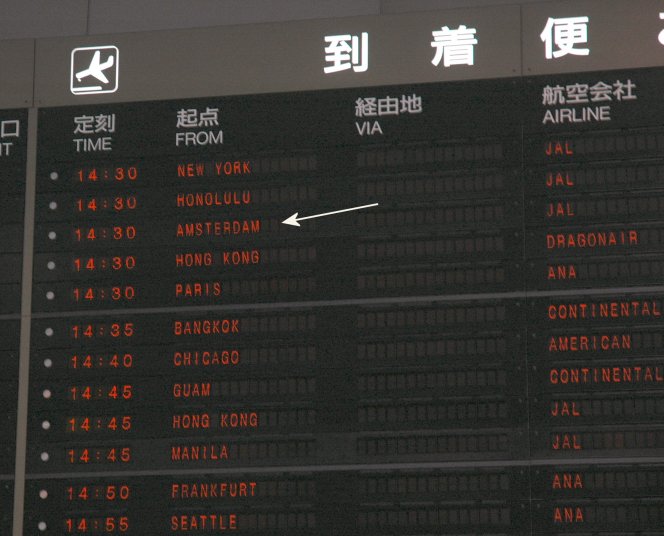 到着便
定刻 起点 経由地 航空会社
TIME FROM VIA AIRLINE
14:30 NEW YORK JAL
14:30 HONOLULU JAL
14:30 AMSTERDAM JAL
14:30 HONG KONG DRAGONAIR
14:30 PARIS ANA
14:35 BANGKOK CONTINENTAL
14:40 CHICAGO AMERICAN
14:45 GUAM CONTINENTAL
14:45 HONG KONG JAL
14:45 MANILA JAL
14:50 FRANKFURT ANA
14:55 SEATTLE ANA